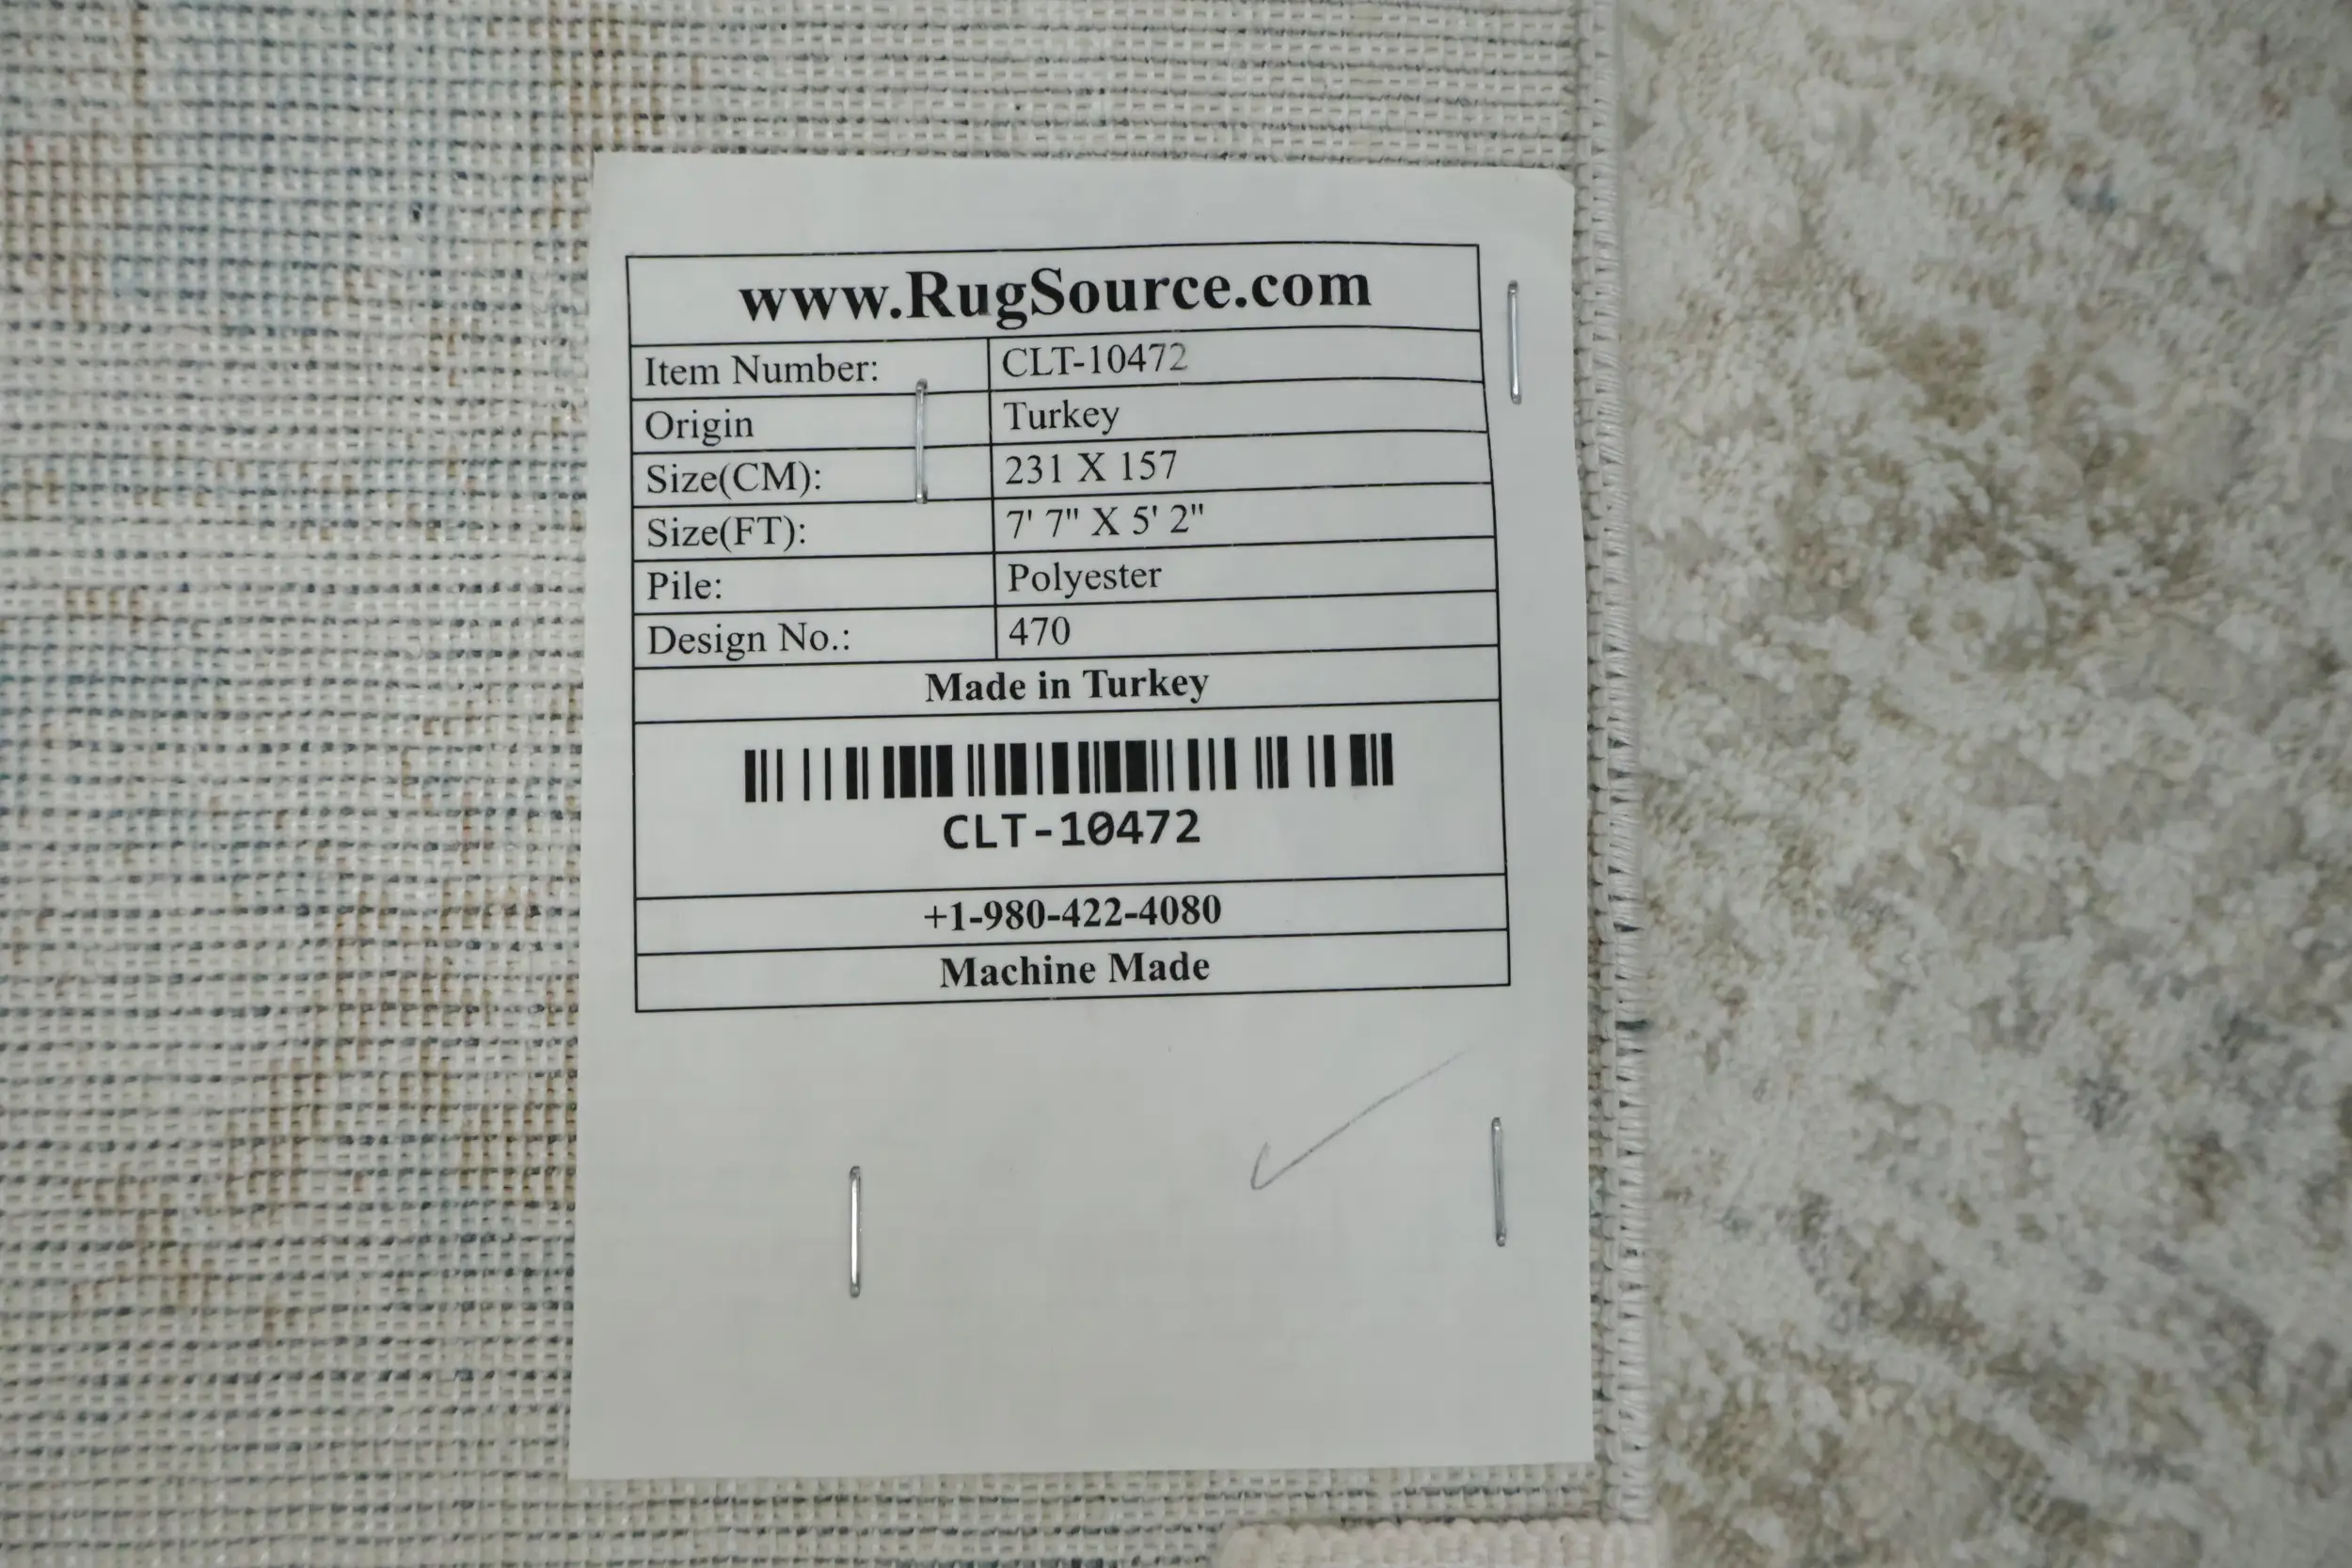 www.RugSource.com
Item Number: CLT-10472
Origin Turkey
Size(CM): 231 X 157
Size(FT): 7' 7" X 5' 2"
Pile: Polyester
Design No.: 470
Made in Turkey
CLT-10472
+1-980-422-4080
Machine Made